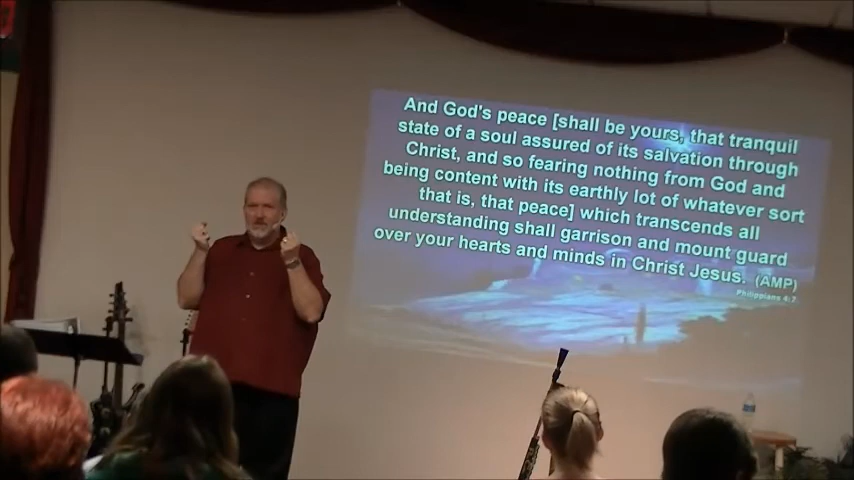 And God's peace [shall be yours, that tranquil
state of a soul assured of its salvation through
Christ, and so fearing nothing from God and
being content with its earthly lot of whatever sort
that is, that peace] which transcends all
understanding shall garrison and mount guard
over your hearts and minds in Christ Jesus. (AMP)
Philippians 4:7